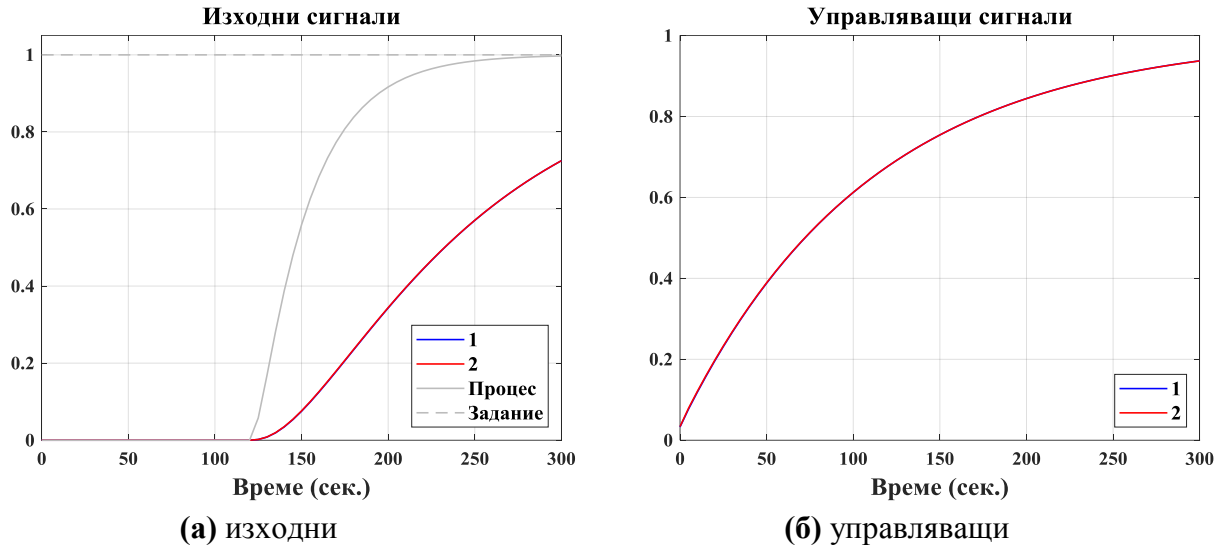 Изходни сигнали
1
0.8
0.6
0.4
0.2
0
0 50 100 150 200 250 300
1
2
Процес
Задание
Време (сек.)
(а) изходни
Управляващи сигнали
1
0.8
0.6
0.4
0.2
0
0 50 100 150 200 250 300
1
2
Време (сек.)
(б) управляващи